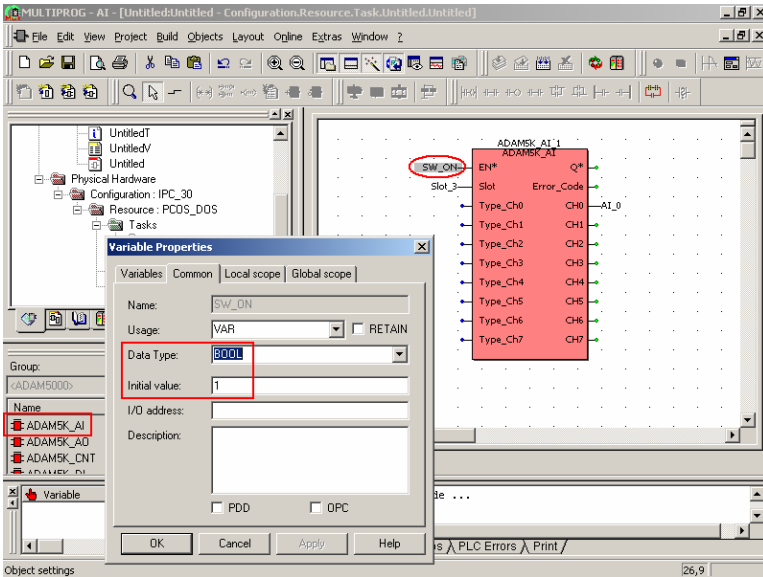 MULTIPROG - AI - [Untitled:Untitled - Configuration.Resource.Task.Untitled.Untitled]
File Edit View Project Build Objects Layout Online Extras Window ?
UntitledT
UntitledV
Untitled
Physical Hardware
Configuration : IPC_30
Resource : PCOS_DOS
Tasks
ADAM5K_AI_1
ADAM5K_AI
SW_ON EN* Q*
Slot_3 Slot Error_Code
Type_Ch0 CH0 AI_0
Type_Ch1 CH1
Type_Ch2 CH2
Type_Ch3 CH3
Type_Ch4 CH4
Type_Ch5 CH5
Type_Ch6 CH6
Type_Ch7 CH7
Variable Properties
Variables Common Local scope Global scope
Name: SW_ON
Usage: VAR RETAIN
Data Type: BOOL
Initial value: 1
I/O address:
Description:
PDD OPC
OK Cancel Apply Help
Group:
<ADAM5000>
Name
ADAM5K_AI
ADAM5K_AO
ADAM5K_CNT
ADAM5K_DI
Variable
de ...
PLC Errors Print
Object settings
26,9